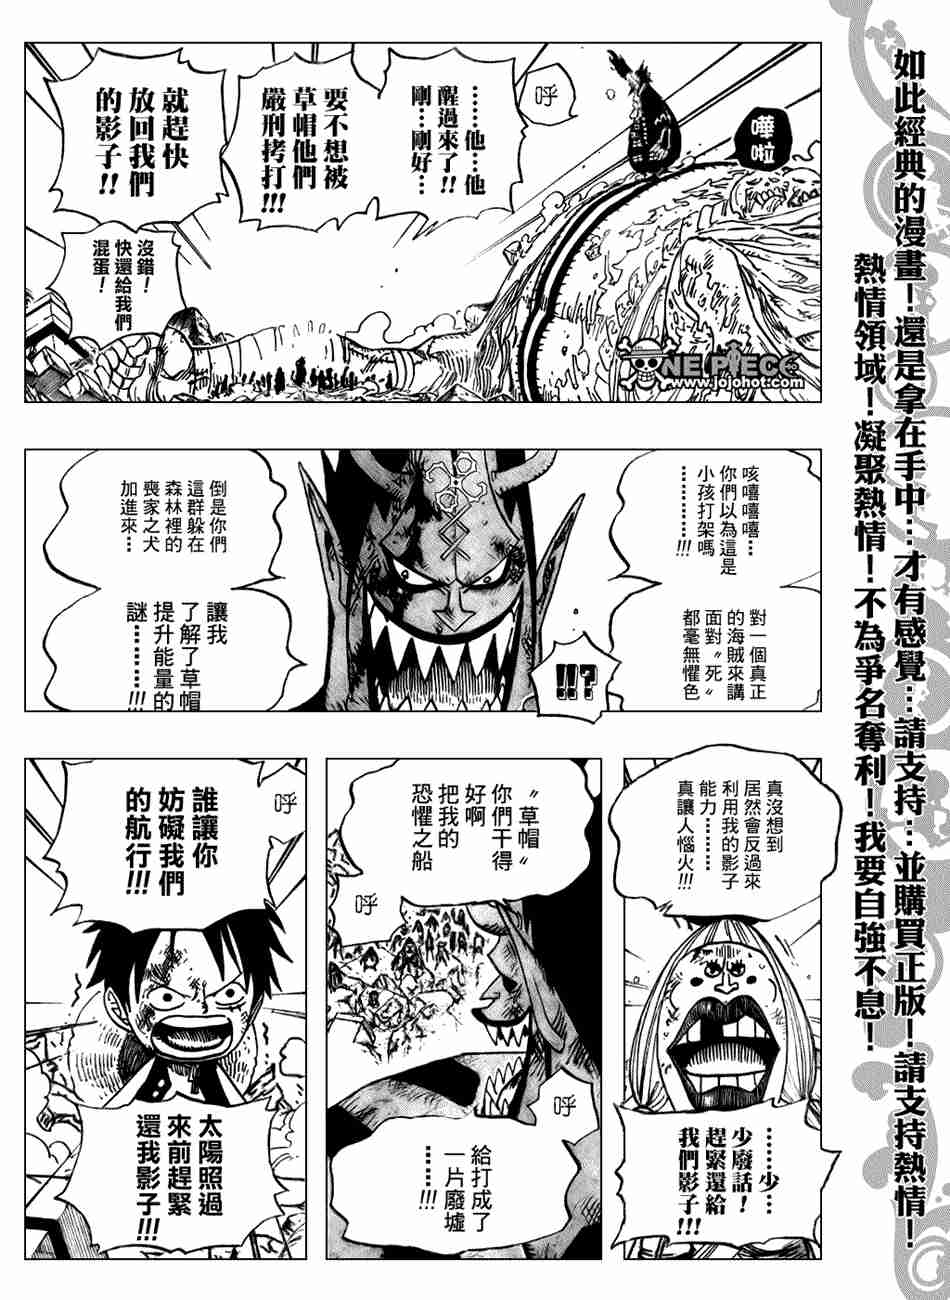 嘩啦
呼
……他…他
醒過來了!!
剛…剛好…
要不想被
草帽他們
嚴刑拷打!!!
就趕快
放回我們
的影子!!
沒錯！
快還給我們
混蛋！
ONE PIECE
www.jojohot.com
咳嘻嘻嘻…
你們以為這是
小孩打架嗎
……!!!
對一個真正
的海賊來講
面對〝死〞
都毫無懼色
!!?
倒是你們
這群躲在
森林裡的
喪家之犬
加進來…
讓我
了解了草帽
提升能量的
謎……!!!
真沒想到
居然會反過來
利用我的影子
能力………
真讓人惱火!!!
……少…
少廢話！
趕緊還給
我們影子!!!
〝草帽〞
你們干得
好啊
把我的
恐懼之船
呼
呼
給打成了
一片廢墟
……!!!
呼
誰讓你
妨礙我們
的航行!!!
太陽照過
來前趕緊
還我影子!!!
如此經典的漫畫！還是拿在手中…才有感覺…請支持…並購買正版！請支持熱情！
熱情領域！凝聚熱情！不為爭名奪利！我要自強不息！